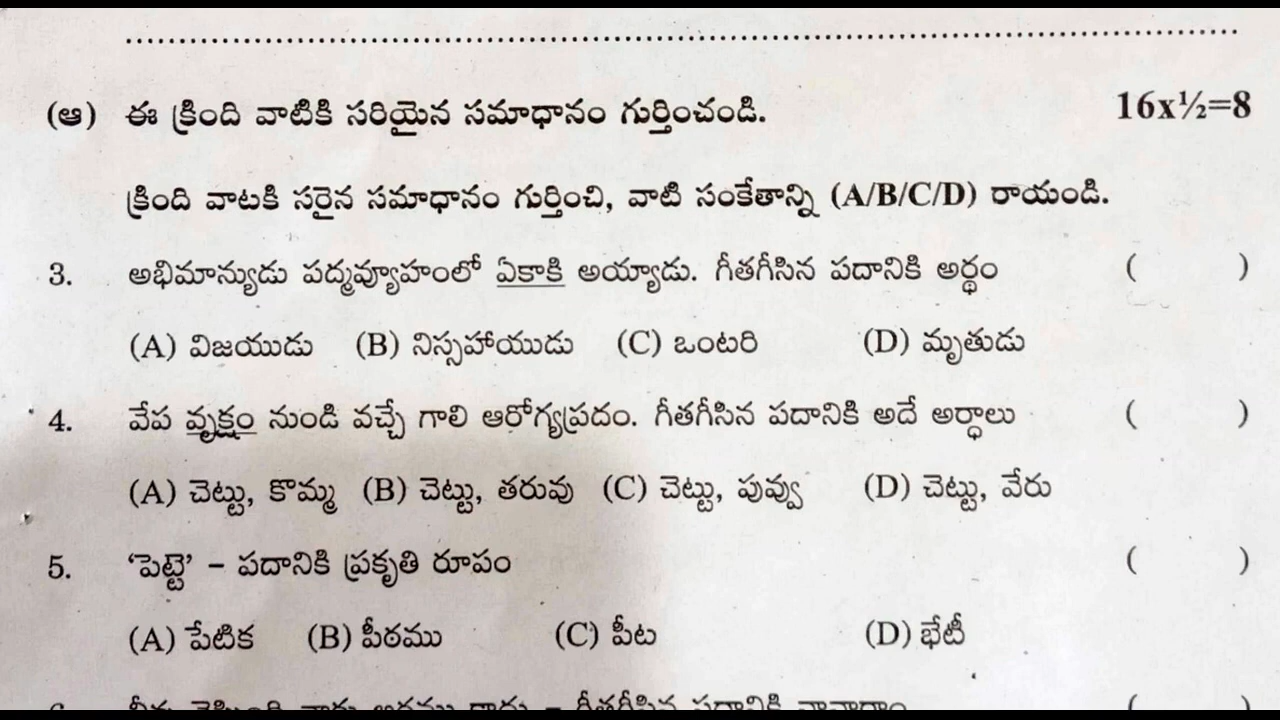 (ఆ) ఈ క్రింది వాటికి సరియైన సమాధానం గుర్తించండి. 16x½=8
క్రింది వాటకి సరైన సమాధానం గుర్తించి, వాటి సంకేతాన్ని (A/B/C/D) రాయండి.
3. అభిమాన్యుడు పద్మవ్యూహంలో ఏకాకి అయ్యాడు. గీతగీసిన పదానికి అర్థం ( )
(A) విజయుడు (B) నిస్సహాయుడు (C) ఒంటరి (D) మృతుడు
4. వేప వృక్షం నుండి వచ్చే గాలి ఆరోగ్యప్రదం. గీతగీసిన పదానికి అదే అర్ధాలు ( )
(A) చెట్టు, కొమ్మ (B) చెట్టు, తరువు (C) చెట్టు, పువ్వు (D) చెట్టు, వేరు
5. ‘పెట్టె’ – పదానికి ప్రకృతి రూపం ( )
(A) పేటిక (B) పీఠము (C) పీట (D) భేటీ